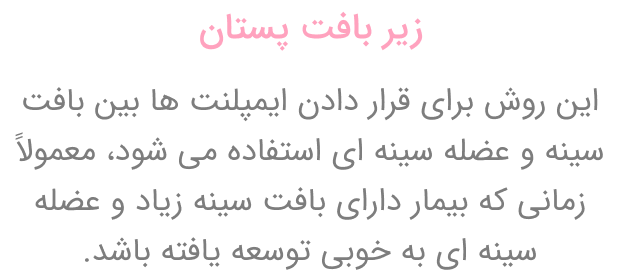 زیر بافت پستان
این روش برای قرار دادن ایمپلنت ها بین بافت
سینه و عضله سینه ای استفاده می شود، معمولاً
زمانی که بیمار دارای بافت سینه زیاد و عضله
سینه ای به خوبی توسعه یافته باشد.